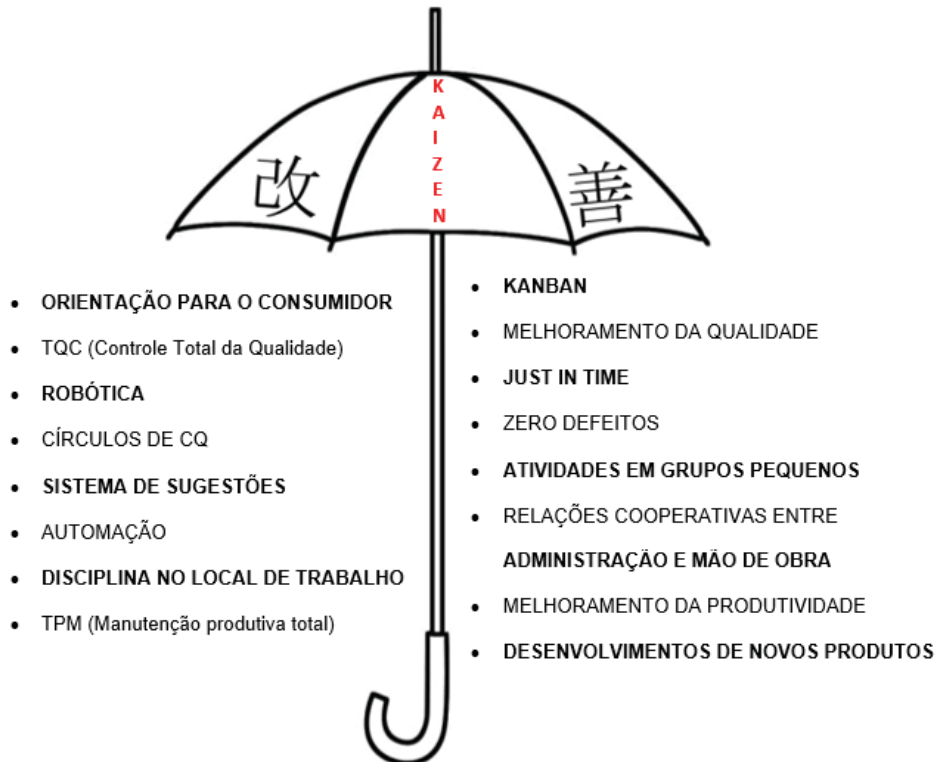 KAIZEN
改 善
• ORIENTAÇÃO PARA O CONSUMIDOR
• TQC (Controle Total da Qualidade)
• ROBÓTICA
• CÍRCULOS DE CQ
• SISTEMA DE SUGESTÕES
• AUTOMAÇÃO
• DISCIPLINA NO LOCAL DE TRABALHO
• TPM (Manutenção produtiva total)
• KANBAN
• MELHORAMENTO DA QUALIDADE
• JUST IN TIME
• ZERO DEFEITOS
• ATIVIDADES EM GRUPOS PEQUENOS
• RELAÇÕES COOPERATIVAS ENTRE
ADMINISTRAÇÃO E MÃO DE OBRA
• MELHORAMENTO DA PRODUTIVIDADE
• DESENVOLVIMENTOS DE NOVOS PRODUTOS